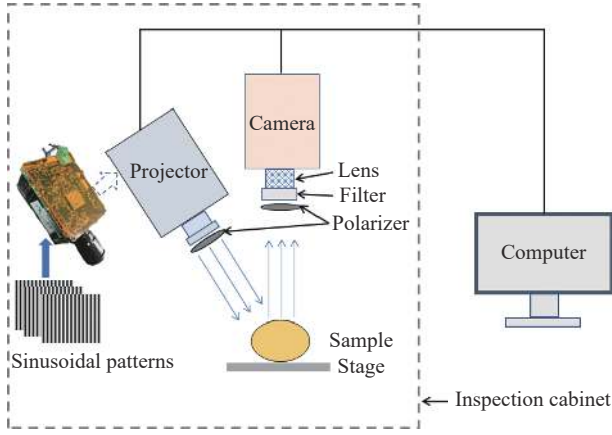 Camera
Projector
Lens
Filter
Polarizer
Computer
Sinusoidal patterns
Sample
Stage
Inspection cabinet